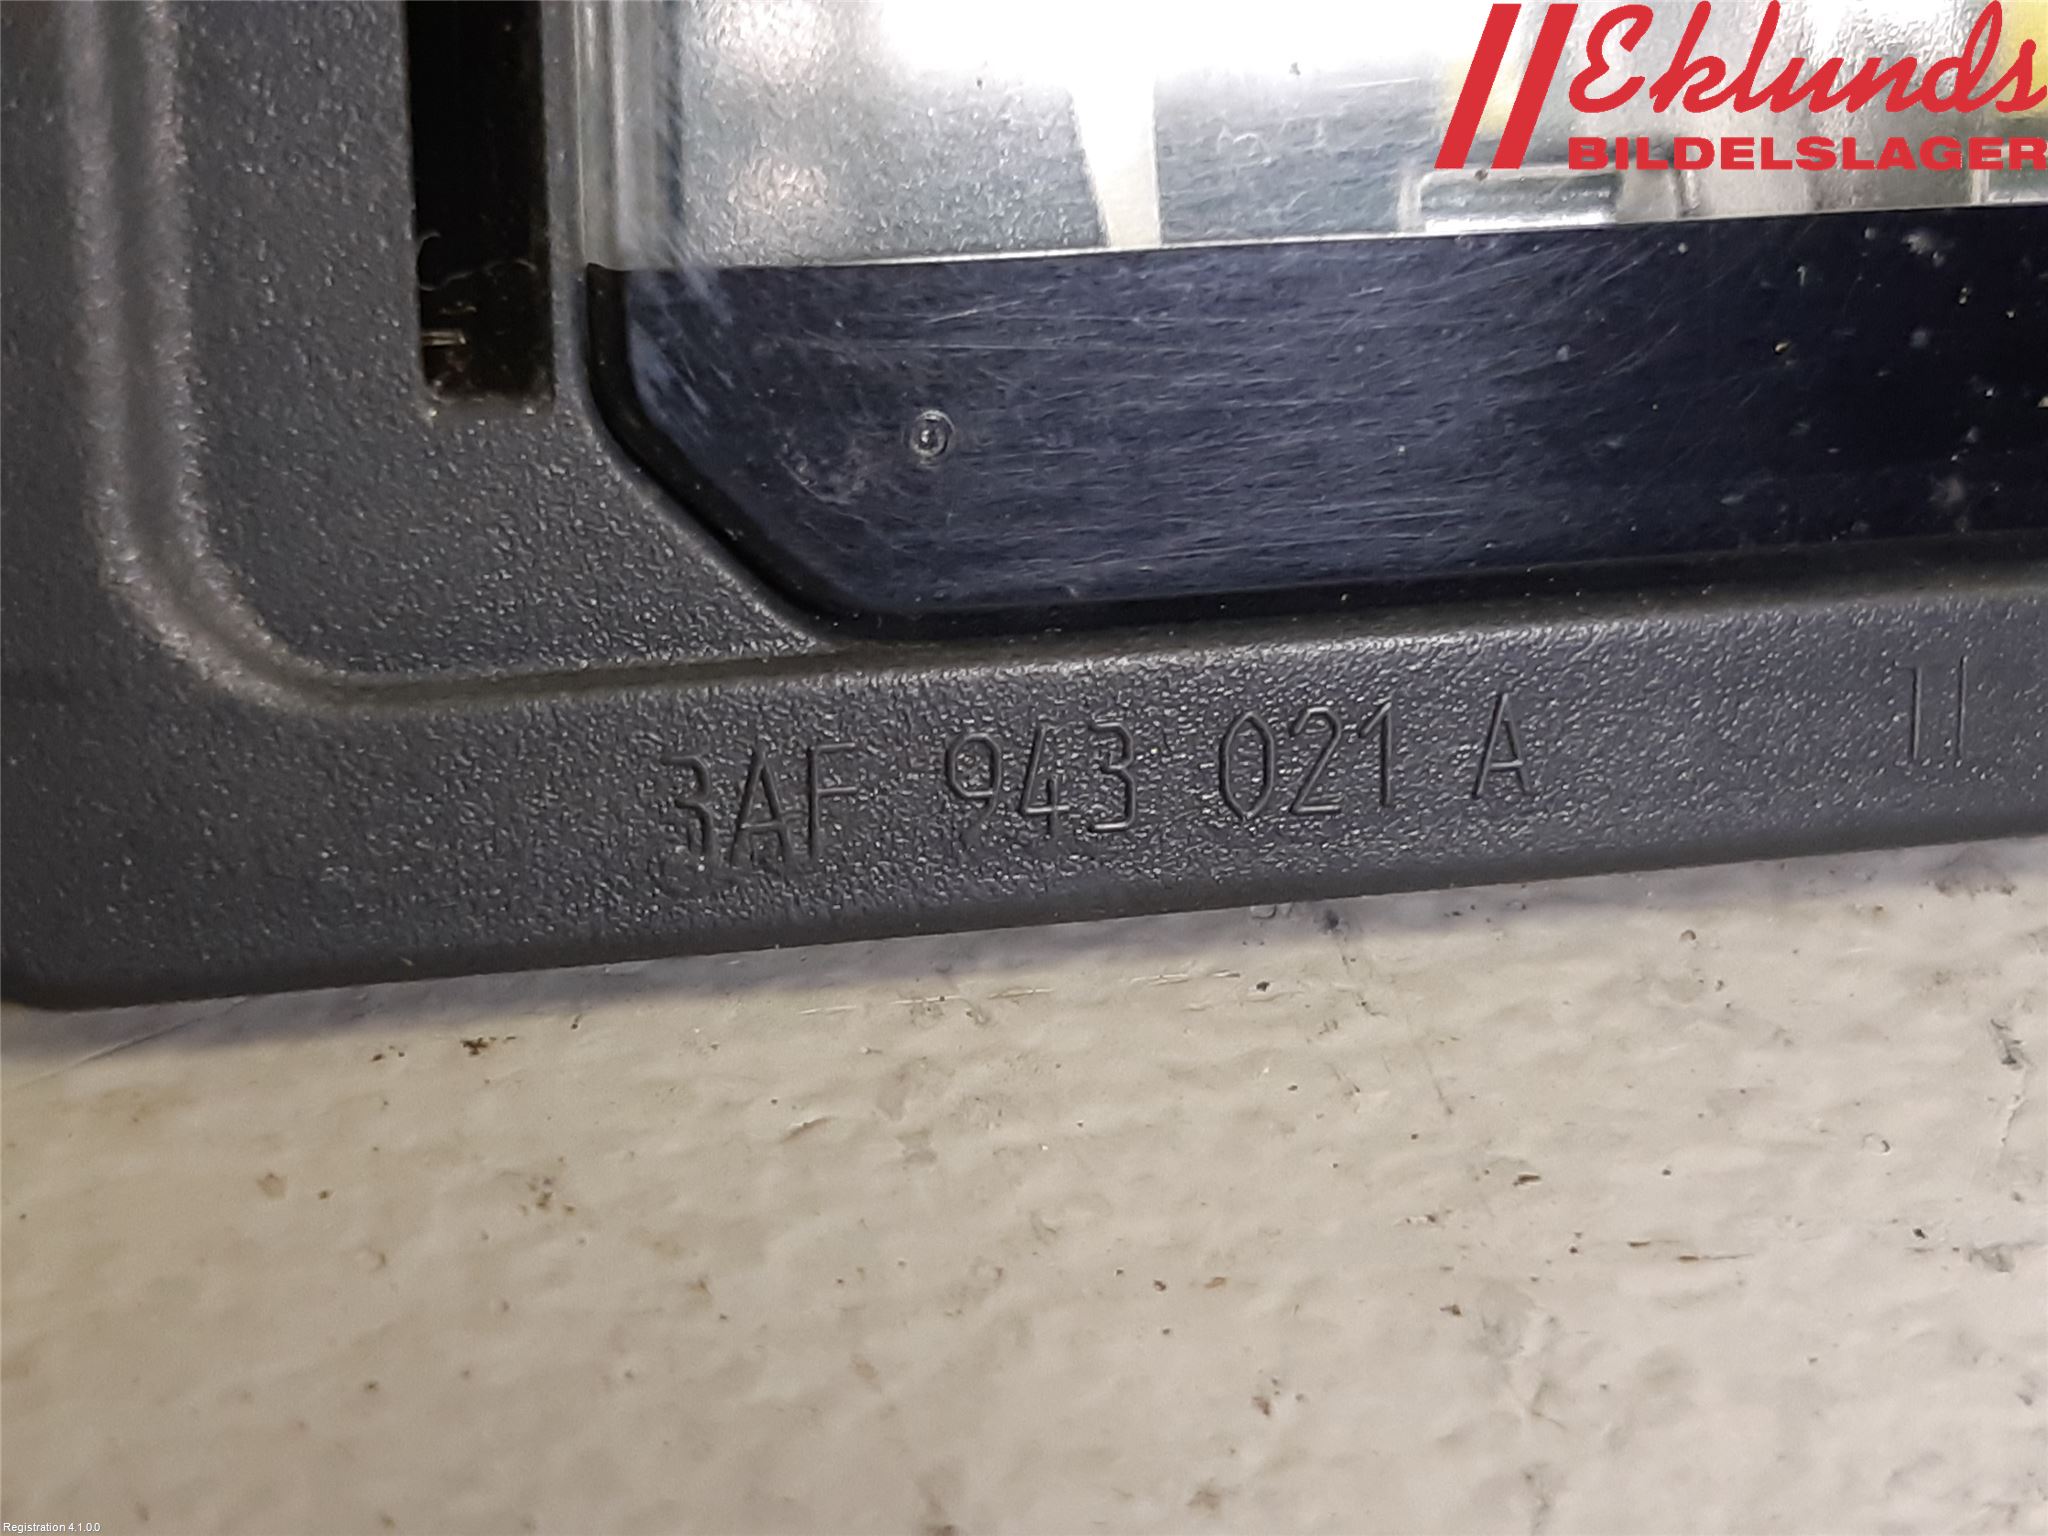 Eklunds
BILDELSLAGER
3AF 943 021 A
Registration 4.1.0.0